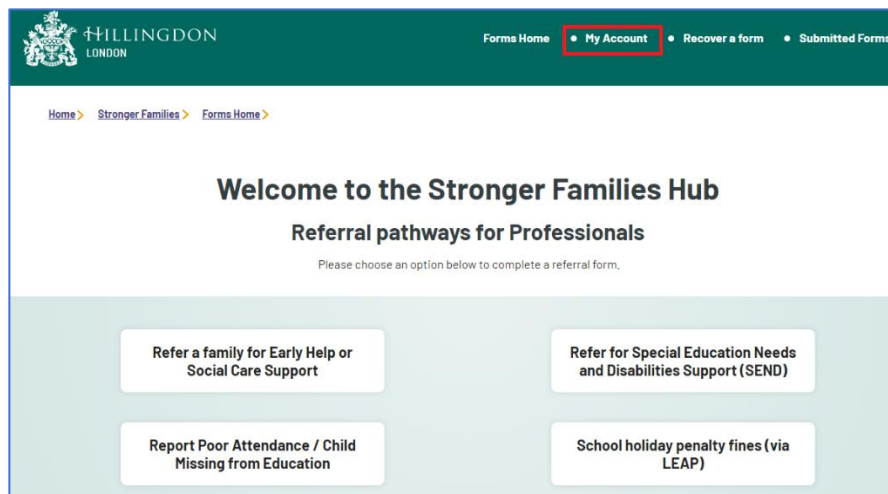 HILLINGDON
LONDON
Forms Home • My Account • Recover a form • Submitted Forms
Home > Stronger Families > Forms Home >
Welcome to the Stronger Families Hub
Referral pathways for Professionals
Please choose an option below to complete a referral form.
Refer a family for Early Help or
Social Care Support
Refer for Special Education Needs
and Disabilities Support (SEND)
Report Poor Attendance / Child
Missing from Education
School holiday penalty fines (via
LEAP)